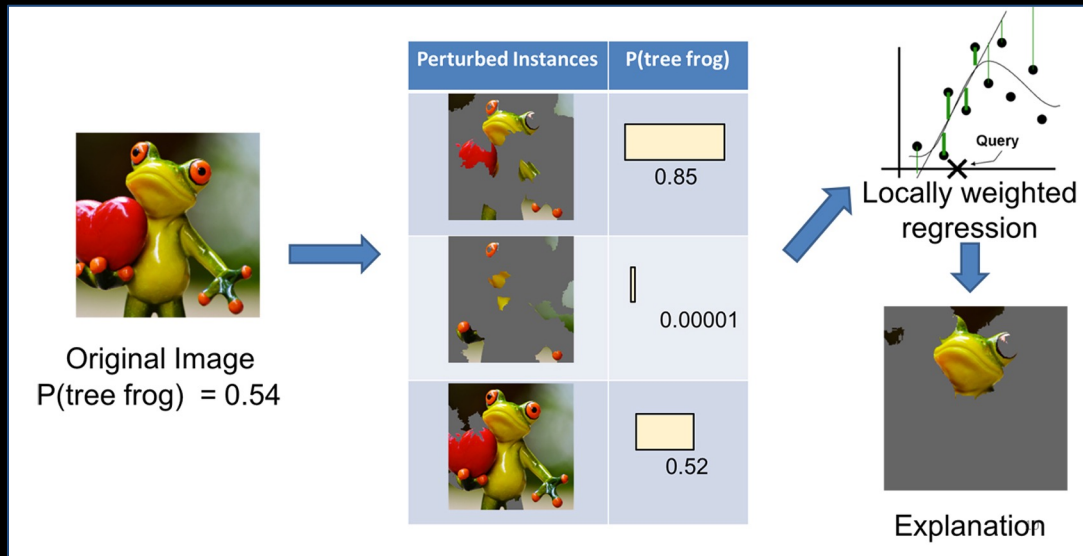 Perturbed Instances
P(tree frog)
0.85
0.00001
0.52
Original Image
P(tree frog) = 0.54
Query
Locally weighted
regression
Explanation